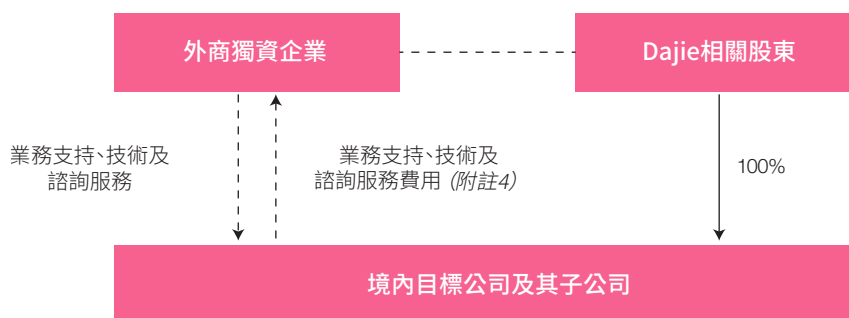 外商獨資企業
Dajie相關股東
業務支持、技術及
諮詢服務
業務支持、技術及
諮詢服務費用 (附註4)
100%
境內目標公司及其子公司